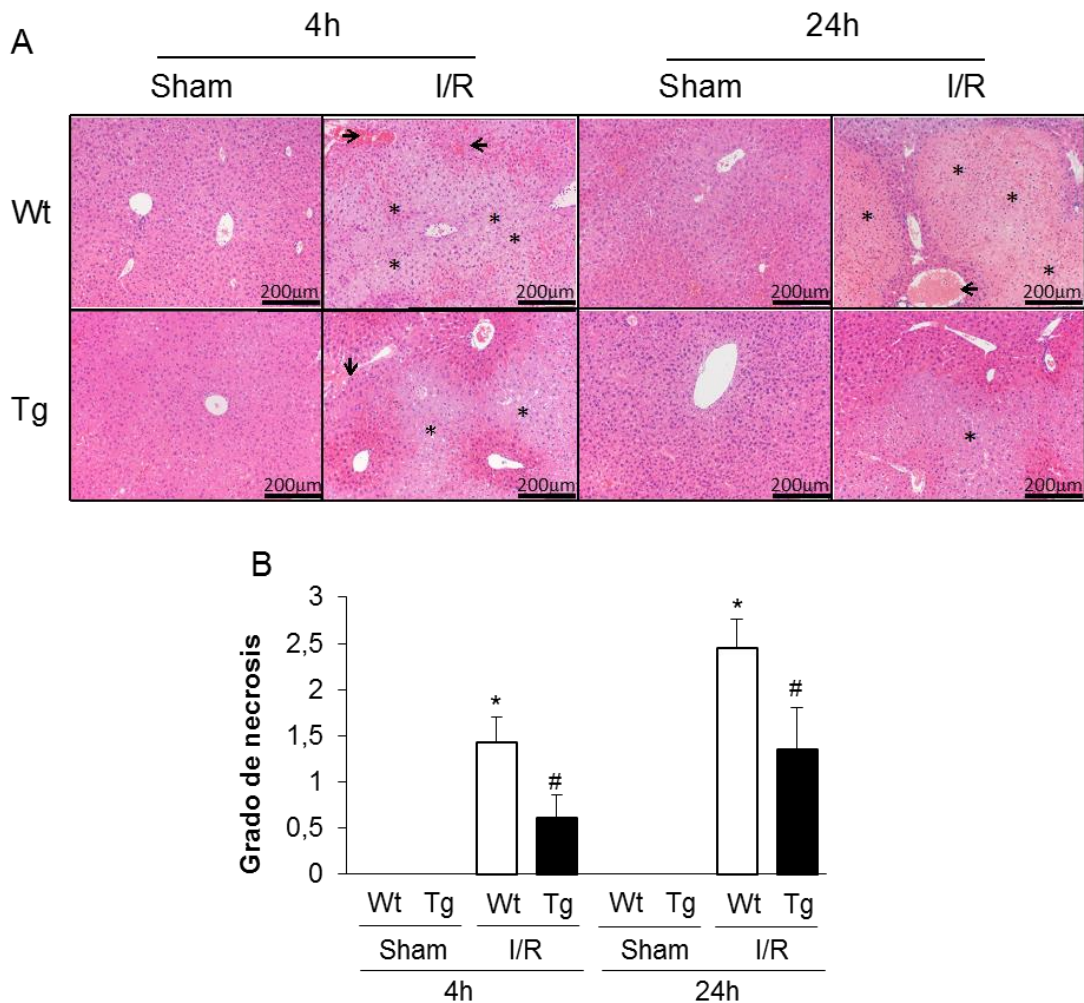 A
4h 24h
Sham I/R Sham I/R
Wt
* * * * * * * *
200µm 200µm 200µm 200µm
Tg
* * *
200µm 200µm 200µm 200µm
B
Grado de necrosis
3
2,5
2
1,5
1
0,5
0
* # * #
Wt Tg Wt Tg Wt Tg Wt Tg
Sham I/R Sham I/R
4h 24h